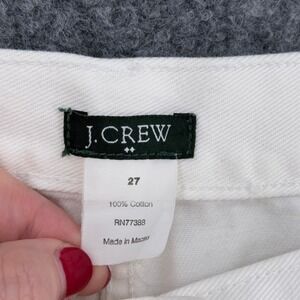 J.CREW
27
100% Cotton
RN77388
Made in Macau